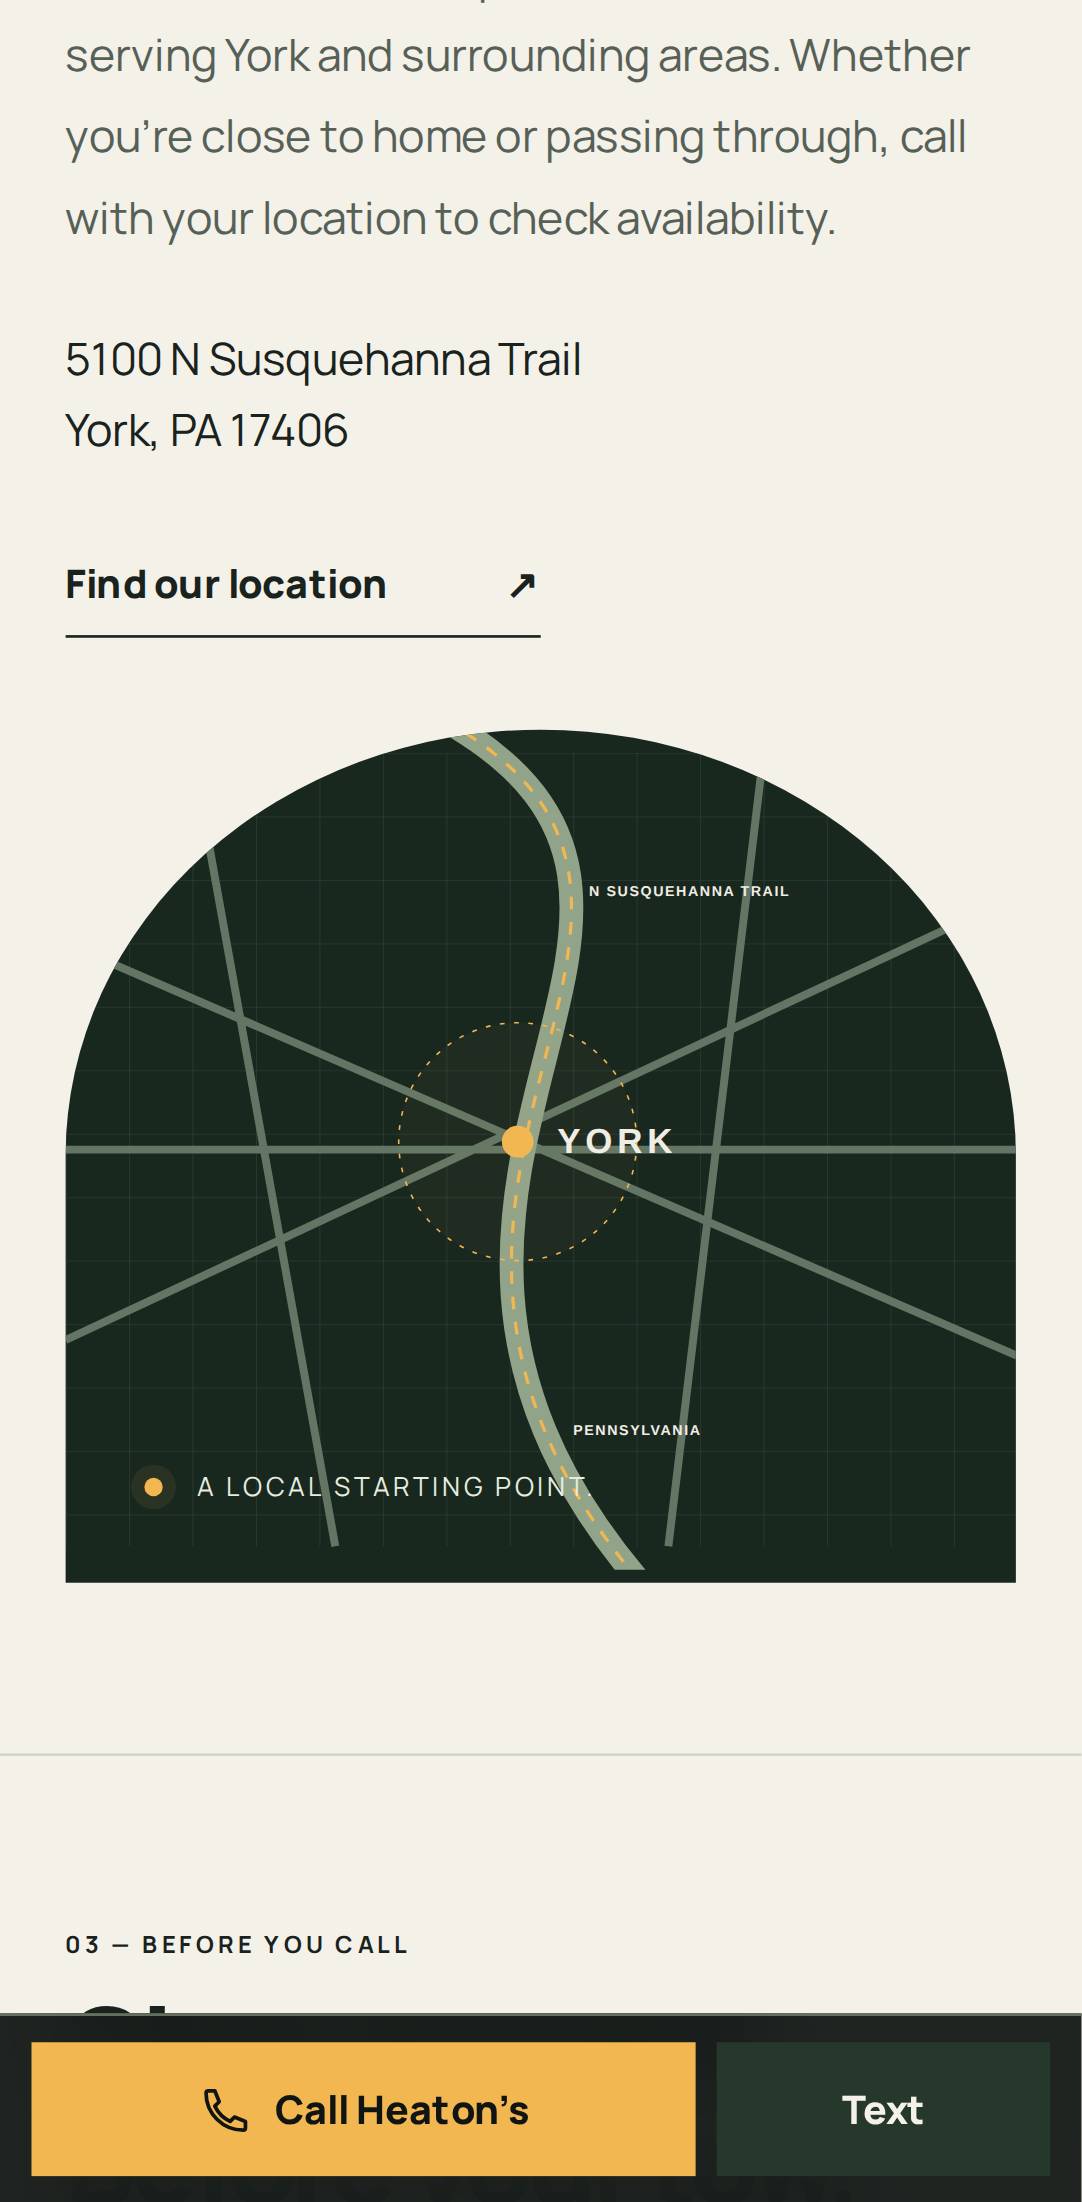 serving York and surrounding areas. Whether
you’re close to home or passing through, call
with your location to check availability.
5100 N Susquehanna Trail
York, PA 17406
Find our location ↗
N SUSQUEHANNA TRAIL
YORK
PENNSYLVANIA
A LOCAL STARTING POINT.
03 — BEFORE YOU CALL
Call Heaton’s
Text